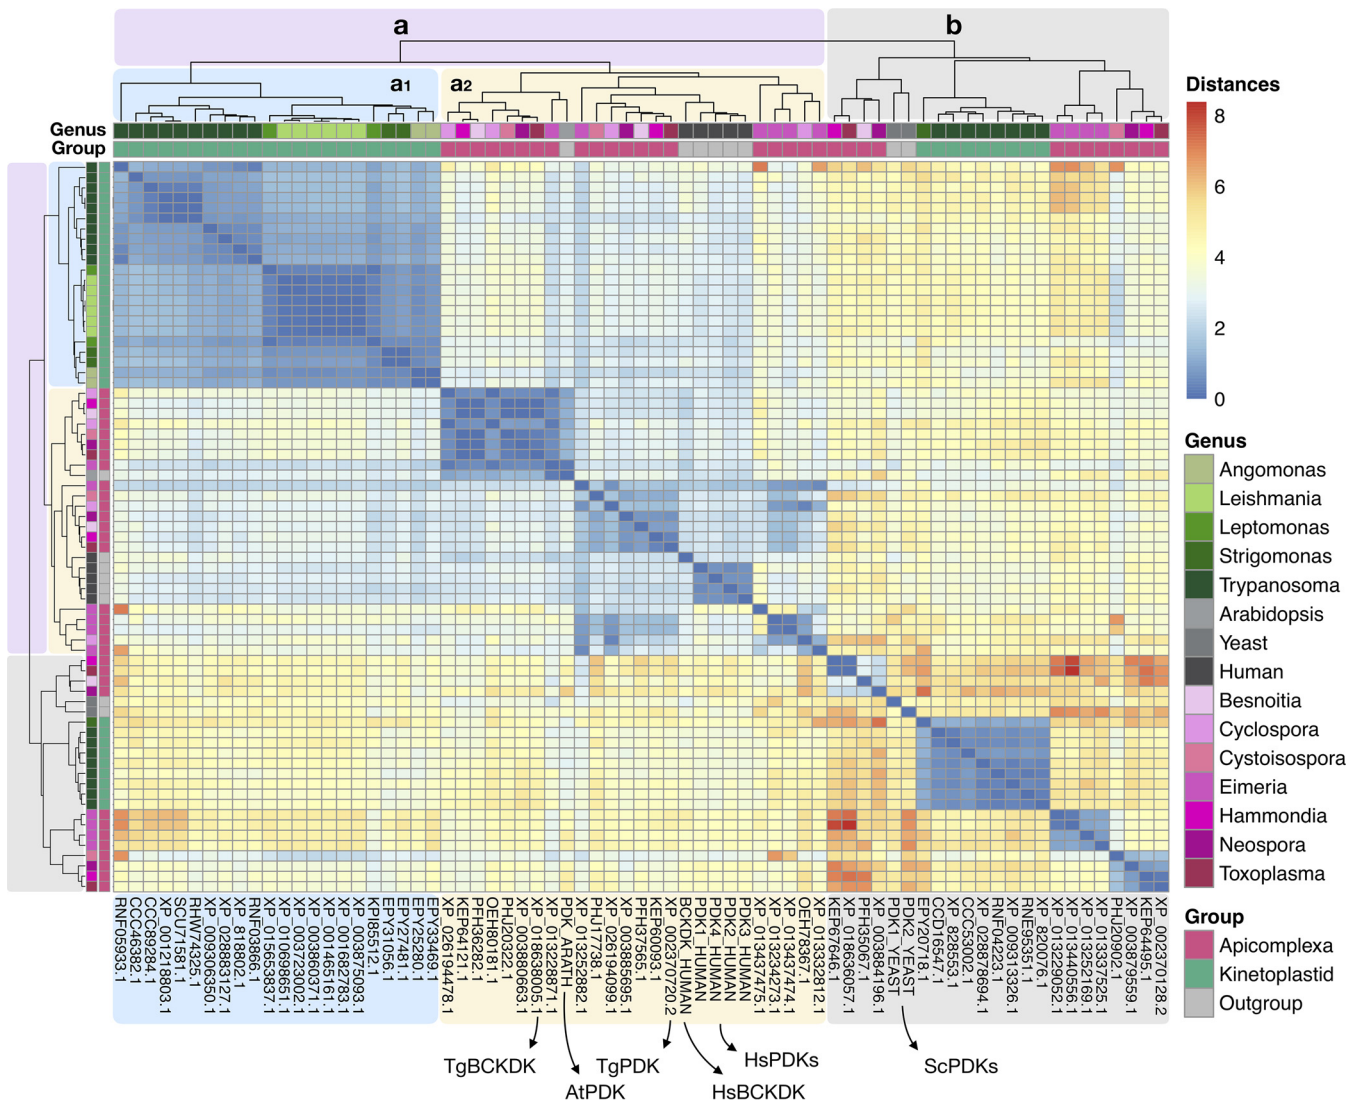 a
b
a1
a2
Genus
Group
Distances
8
6
4
2
0
Genus
Angomonas
Leishmania
Leptomonas
Strigomonas
Trypanosoma
Arabidopsis
Yeast
Human
Besnoitia
Cyclospora
Cystoisospora
Eimeria
Hammondia
Neospora
Toxoplasma
Group
Apicomplexa
Kinetoplastid
Outgroup
RNF05933.1
CCC46382.1
CCC89284.1
XP_001218803.1
SCU71581.1
RHW74325.1
XP_009306350.1
XP_028883127.1
XP_818802.1
RNF03866.1
XP_015653837.1
XP_010698651.1
XP_003723002.1
XP_003860371.1
XP_001465161.1
XP_001682783.1
XP_003875093.1
KPI85512.1
EPY31056.1
EPY27481.1
EPY25280.1
EPY33469.1
XP_026194478.1
KEP64121.1
PFH36282.1
OEH80181.1
PHJ20322.1
XP_003880663.1
XP_018638005.1
XP_013228871.1
PDK_ARATH
XP_013252882.1
PHJ17738.1
XP_026194099.1
XP_003885695.1
PFH37565.1
KEP60093.1
XP_002370720.2
BCKDK_HUMAN
PDK1_HUMAN
PDK4_HUMAN
PDK2_HUMAN
PDK3_HUMAN
XP_013437475.1
XP_013234273.1
XP_013437474.1
OEH78367.1
XP_013332812.1
KEP67646.1
XP_018636057.1
PFH35067.1
XP_003884196.1
PDK1_YEAST
PDK2_YEAST
EPY20718.1
CCD16547.1
XP_828553.1
CCC53002.1
XP_028878694.1
RNF04223.1
XP_009313326.1
RNE95351.1
XP_820076.1
XP_013229052.1
XP_013440556.1
XP_013252169.1
XP_013337525.1
PHJ20902.1
XP_003879559.1
KEP64495.1
XP_002370128.2
TgBCKDK
AtPDK
TgPDK
HsBCKDK
HsPDKs
ScPDKs